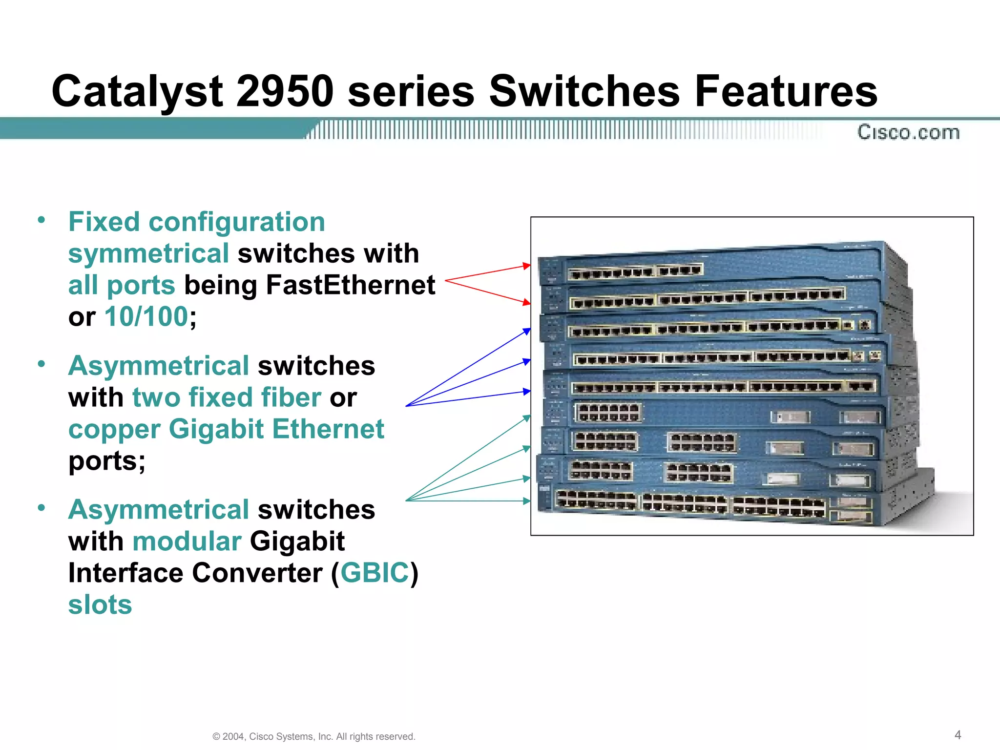 Catalyst 2950 series Switches Features
Cisco.com
• Fixed configuration
symmetrical switches with
all ports being FastEthernet
or 10/100;
• Asymmetrical switches
with two fixed fiber or
copper Gigabit Ethernet
ports;
• Asymmetrical switches
with modular Gigabit
Interface Converter (GBIC)
slots
© 2004, Cisco Systems, Inc. All rights reserved.
4